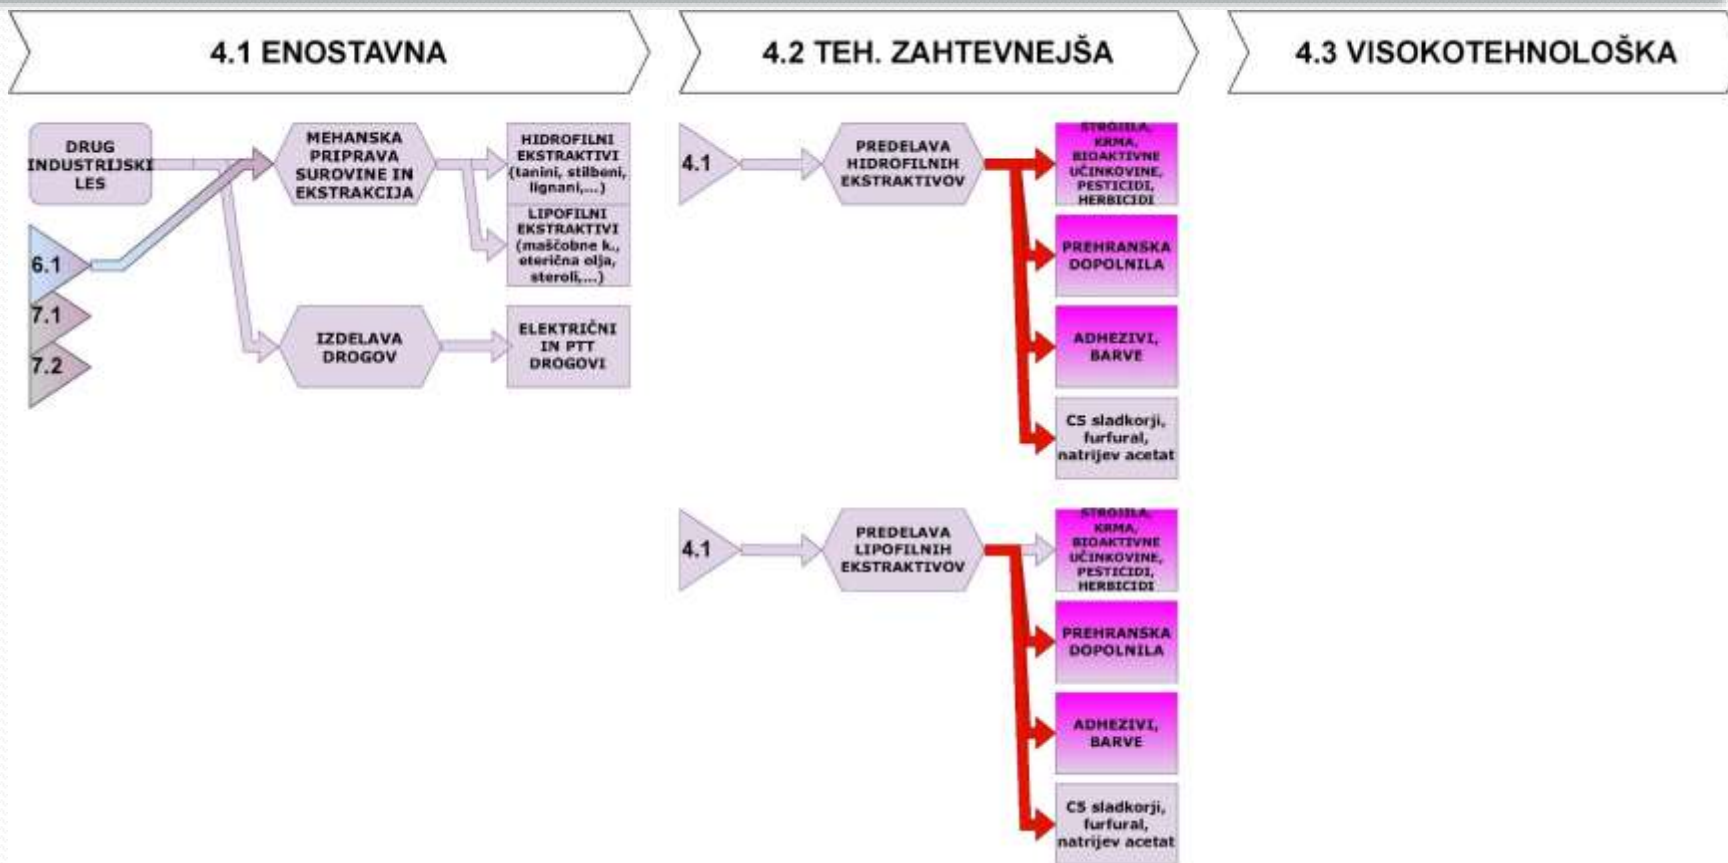 4.1 ENOSTAVNA
4.2 TEH. ZAHTEVNEJŠA
4.3 VISOKOTEHNOLOŠKA
DRUG
INDUSTRIJSKI
LES
6.1
7.1
7.2
MEHANSKA
PRIPRAVA
SUROVINE IN
EKSTRAKCIJA
HIDROFILNI
EKSTRAKTIVI
(tanini, stilbeni,
lignani,...)
LIPOFILNI
EKSTRAKTIVI
(maščobne k.,
eterična olja,
steroli,...)
IZDELAVA
DROGOV
ELEKTRIČNI
IN PTT
DROGOVI
4.1
PREDELAVA
HIDROFILNIH
EKSTRAKTIVOV
STROJILA,
KRMA,
BIOAKTIVNE
UČINKOVINE,
PESTICIDI,
HERBICIDI
PREHRANSKA
DOPOLNILA
ADHEZIVI,
BARVE
C5 sladkorji,
furfural,
natrijev acetat
4.1
PREDELAVA
LIPOFILNIH
EKSTRAKTIVOV
STROJILA,
KRMA,
BIOAKTIVNE
UČINKOVINE,
PESTICIDI,
HERBICIDI
PREHRANSKA
DOPOLNILA
ADHEZIVI,
BARVE
C5 sladkorji,
furfural,
natrijev acetat